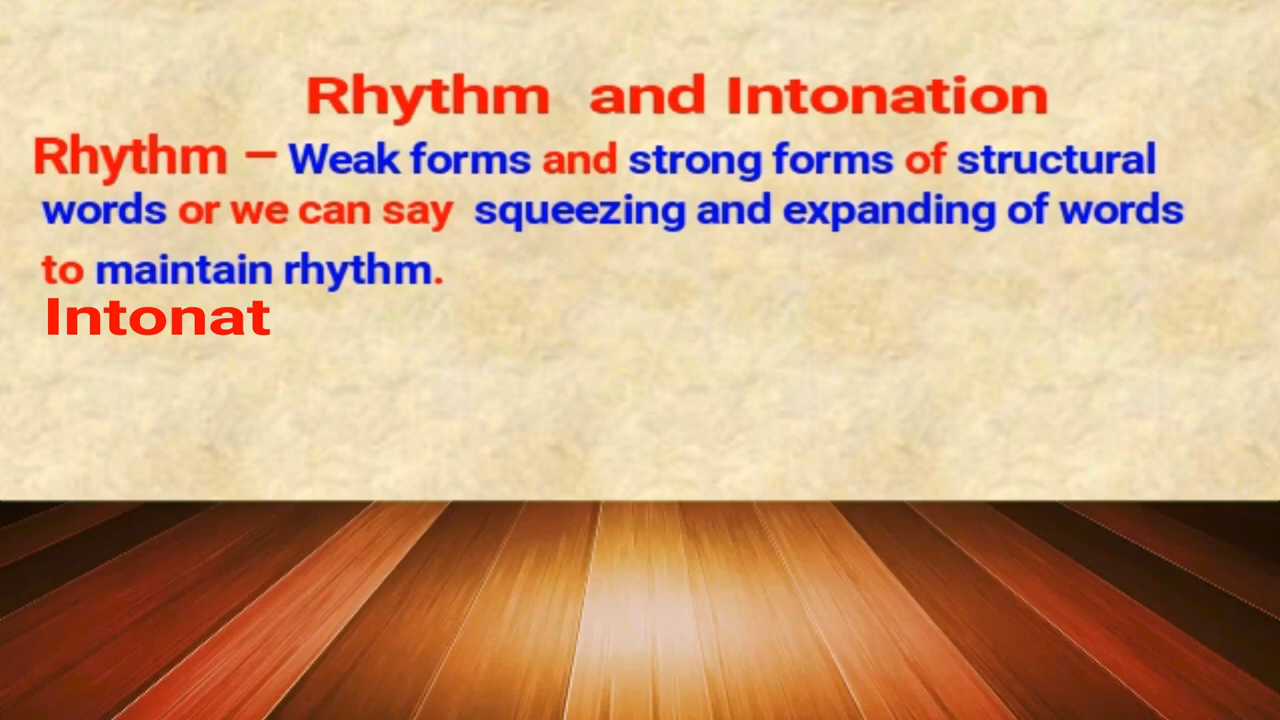 Rhythm and Intonation
Rhythm – Weak forms and strong forms of structural
words or we can say squeezing and expanding of words
to maintain rhythm.
Intonat